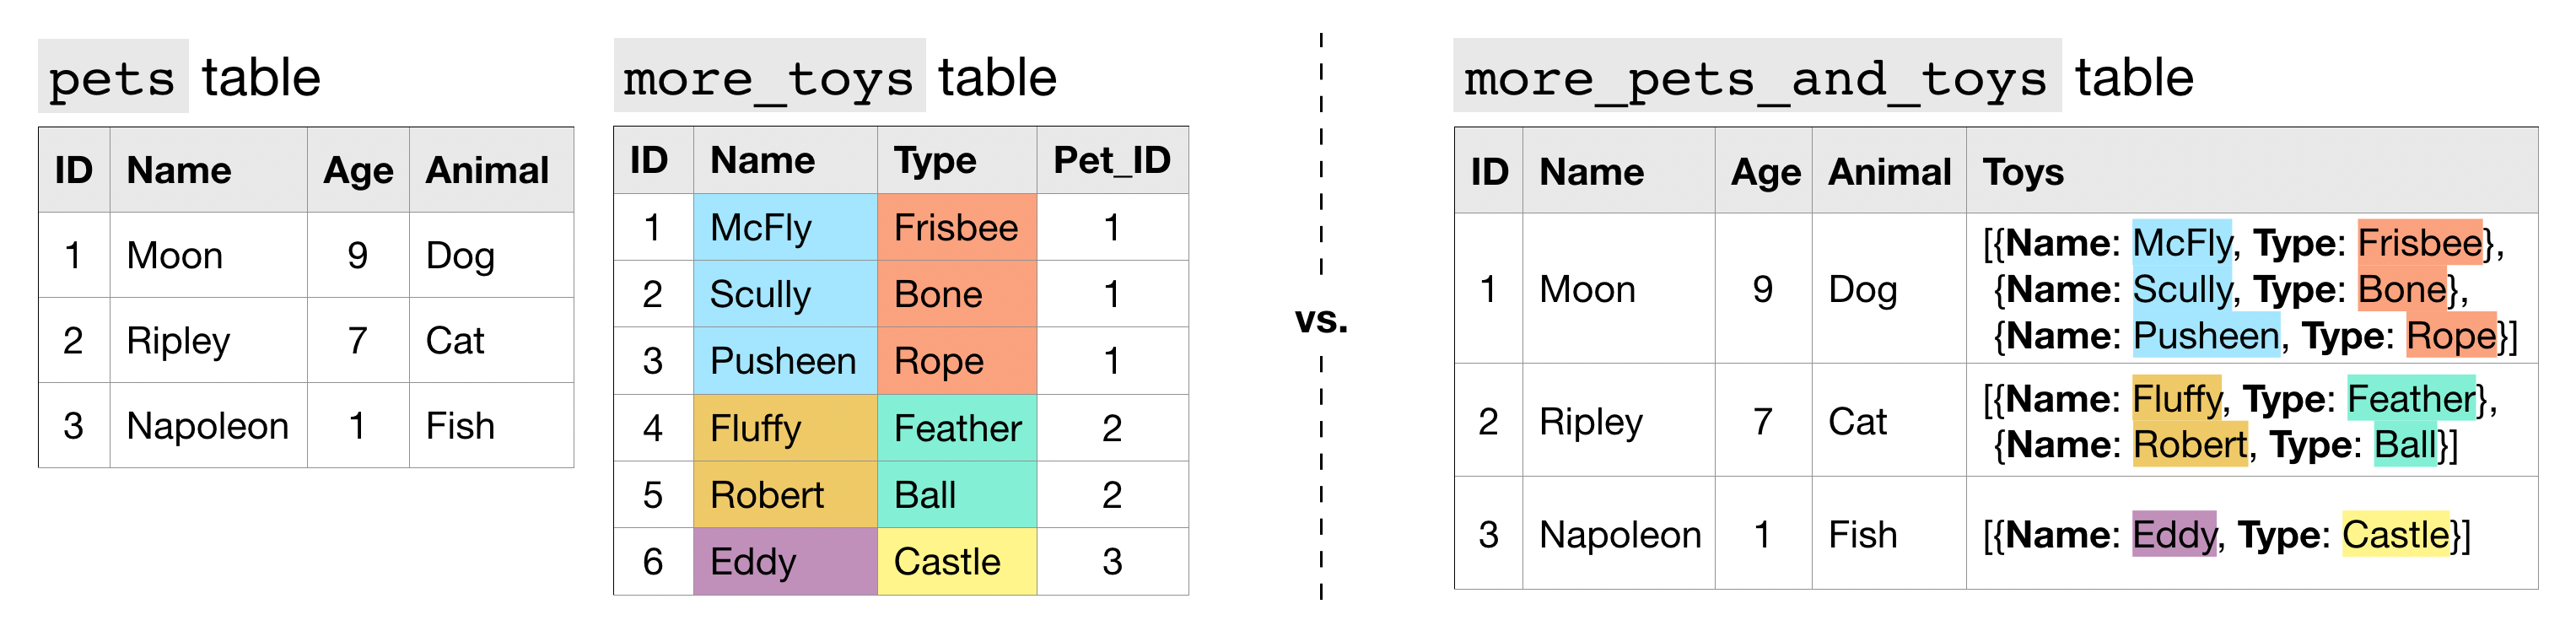 pets table
ID Name Age Animal
1 Moon 9 Dog
2 Ripley 7 Cat
3 Napoleon 1 Fish
more_toys table
ID Name Type Pet_ID
1 McFly Frisbee 1
2 Scully Bone 1
3 Pusheen Rope 1
4 Fluffy Feather 2
5 Robert Ball 2
6 Eddy Castle 3
vs.
more_pets_and_toys table
ID Name Age Animal Toys
1 Moon 9 Dog [{Name: McFly, Type: Frisbee},
{Name: Scully, Type: Bone},
{Name: Pusheen, Type: Rope}]
2 Ripley 7 Cat [{Name: Fluffy, Type: Feather},
{Name: Robert, Type: Ball}]
3 Napoleon 1 Fish [{Name: Eddy, Type: Castle}]